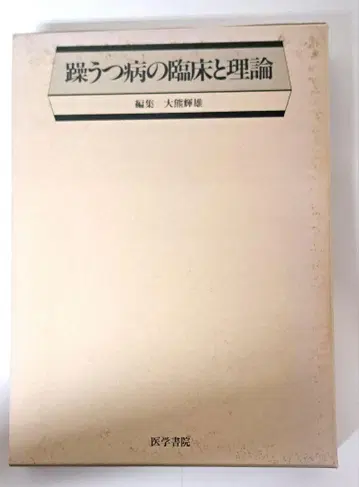 躁うつ病の臨床と理論
編集 大熊輝雄
医学書院